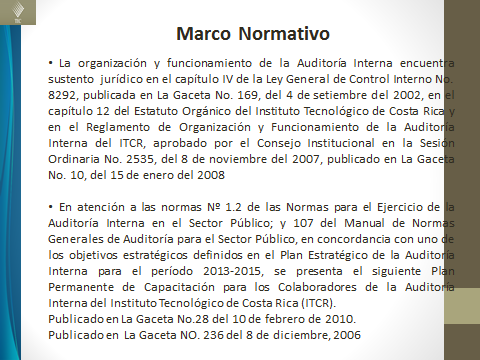 Marco Normativo
• La organización y funcionamiento de la Auditoría Interna encuentra
sustento jurídico en el capítulo IV de la Ley General de Control Interno No.
8292, publicada en La Gaceta No. 169, del 4 de setiembre del 2002, en el
capítulo 12 del Estatuto Orgánico del Instituto Tecnológico de Costa Rica y
en el Reglamento de Organización y Funcionamiento de la Auditoría
Interna del ITCR, aprobado por el Consejo Institucional en la Sesión
Ordinaria No. 2535, del 8 de noviembre del 2007, publicado en La Gaceta
No. 10, del 15 de enero del 2008
• En atención a las normas Nº 1.2 de las Normas para el Ejercicio de la
Auditoría Interna en el Sector Público; y 107 del Manual de Normas
Generales de Auditoría para el Sector Público, en concordancia con uno de
los objetivos estratégicos definidos en el Plan Estratégico de la Auditoría
Interna para el período 2013-2015, se presenta el siguiente Plan
Permanente de Capacitación para los Colaboradores de la Auditoría
Interna del Instituto Tecnológico de Costa Rica (ITCR).
Publicado en La Gaceta No.28 del 10 de febrero de 2010.
Publicado en La Gaceta NO. 236 del 8 de diciembre, 2006